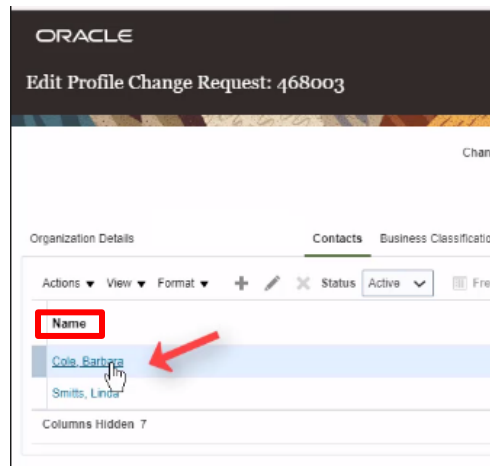 ORACLE
Edit Profile Change Request: 468003
Organization Details Contacts Business
Actions View Format Status Active
Name
Cole, Barbara
Smitts, Linda
Columns Hidden 7